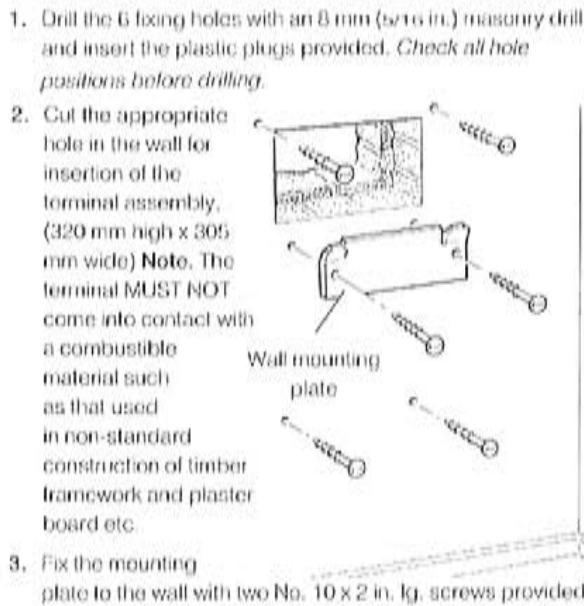 1. Drill the 6 fixing holes with an 8 mm (5/16 in.) masonry drill
and insert the plastic plugs provided. Check all hole
positions before drilling.
2. Cut the appropriate
hole in the wall for
insertion of the
terminal assembly.
(320 mm high x 305
mm wide) Note. The
terminal MUST NOT
come into contact with
a combustible
material such
as that used
in non-standard
construction of timber
framework and plaster
board etc
Wall mounting
plate
3. Fix the mounting
plate to the wall with two No. 10 x 2 in. lg. screws provided